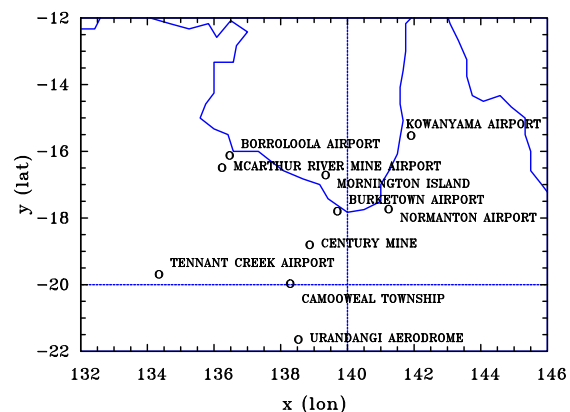 -12
-14
-16
-18
-20
-22
y (lat)
KOWANYAMA AIRPORT
BORROLOOLA AIRPORT
MCARTHUR RIVER MINE AIRPORT
MORNINGTON ISLAND
BURKETOWN AIRPORT
NORMANTON AIRPORT
CENTURY MINE
TENNANT CREEK AIRPORT
CAMOOWEAL TOWNSHIP
URANDANGI AERODROME
132 134 136 138 140 142 144 146
x (lon)